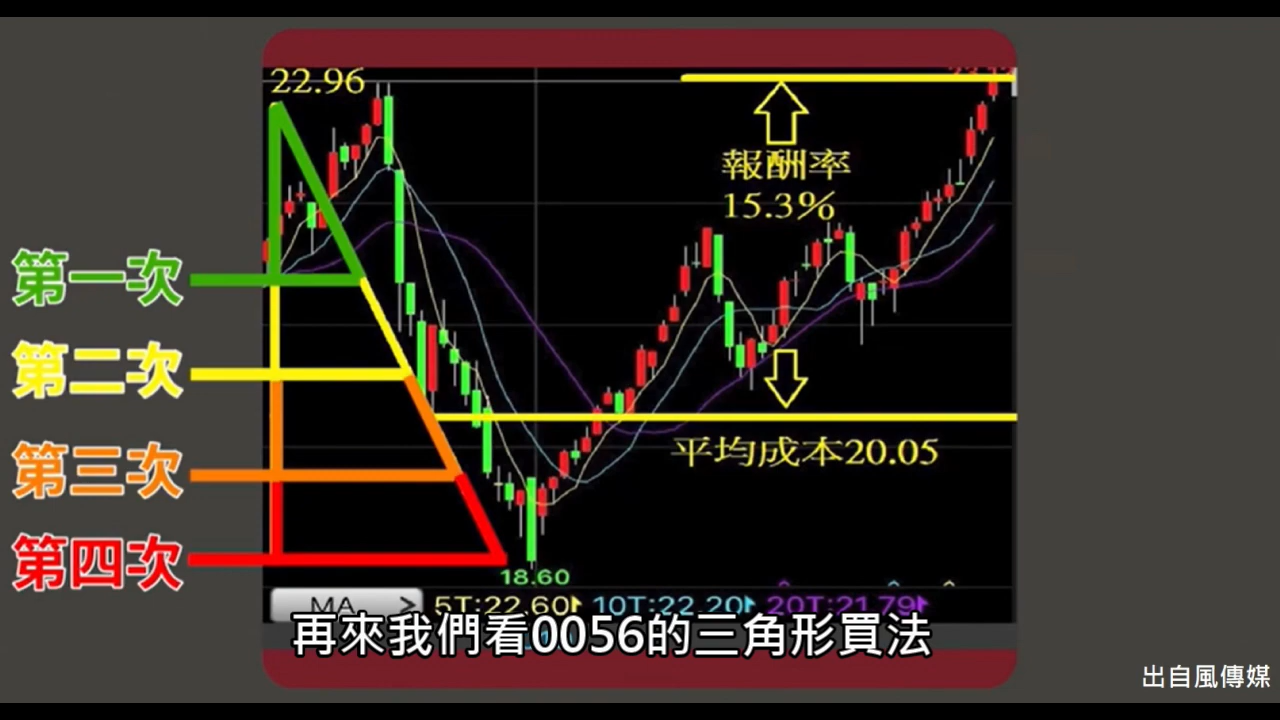 22.96
報酬率
15.3%
第一次
第二次
第三次
平均成本20.05
第四次
18.60
MA > 5T:22.60 10T:22.20 20T:21.79
再來我們看0056的三角形買法
出自風傳媒